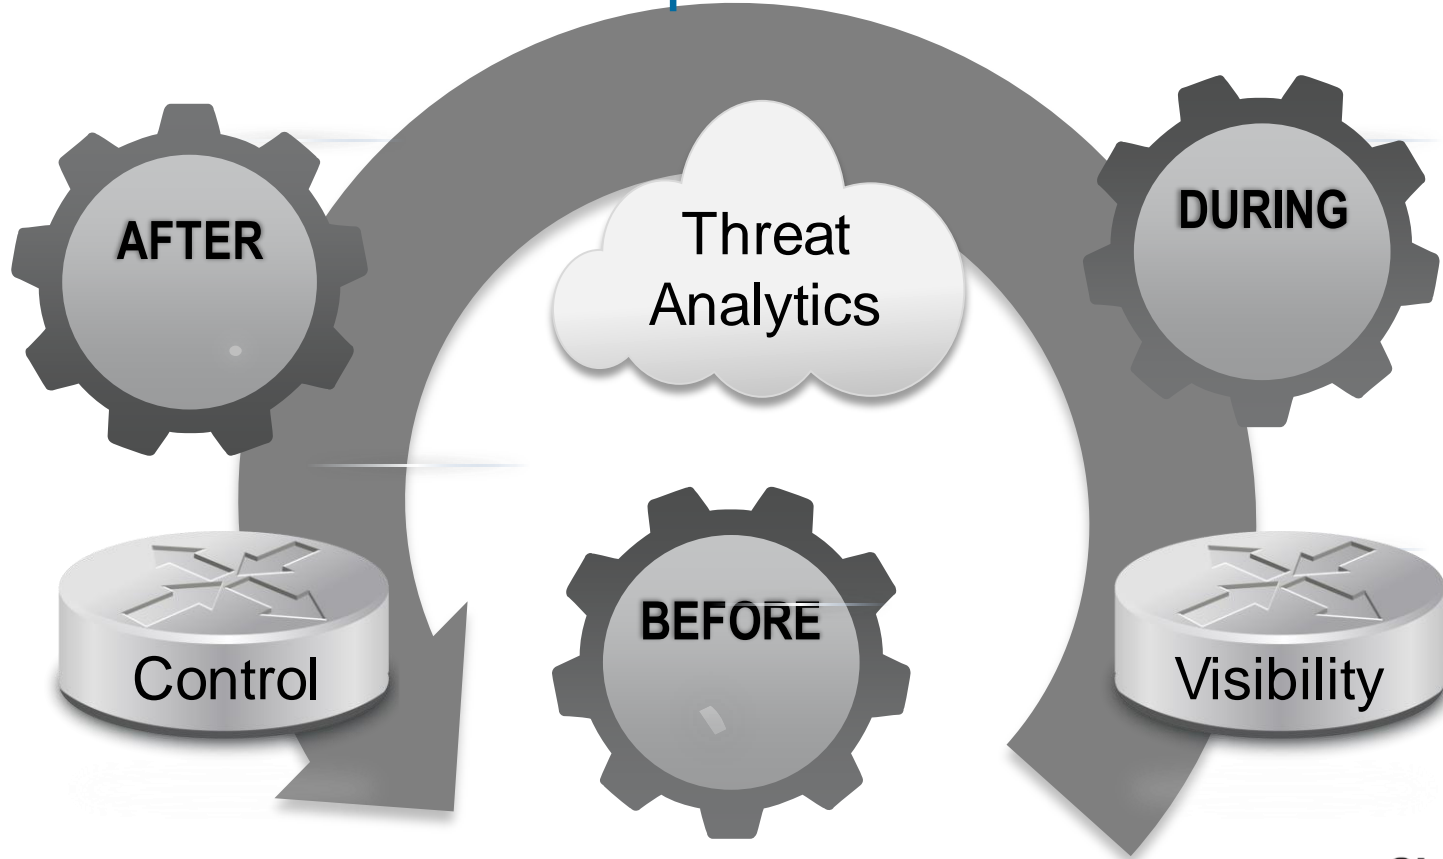 Threat
Analytics
AFTER
DURING
BEFORE
Control
Visibility